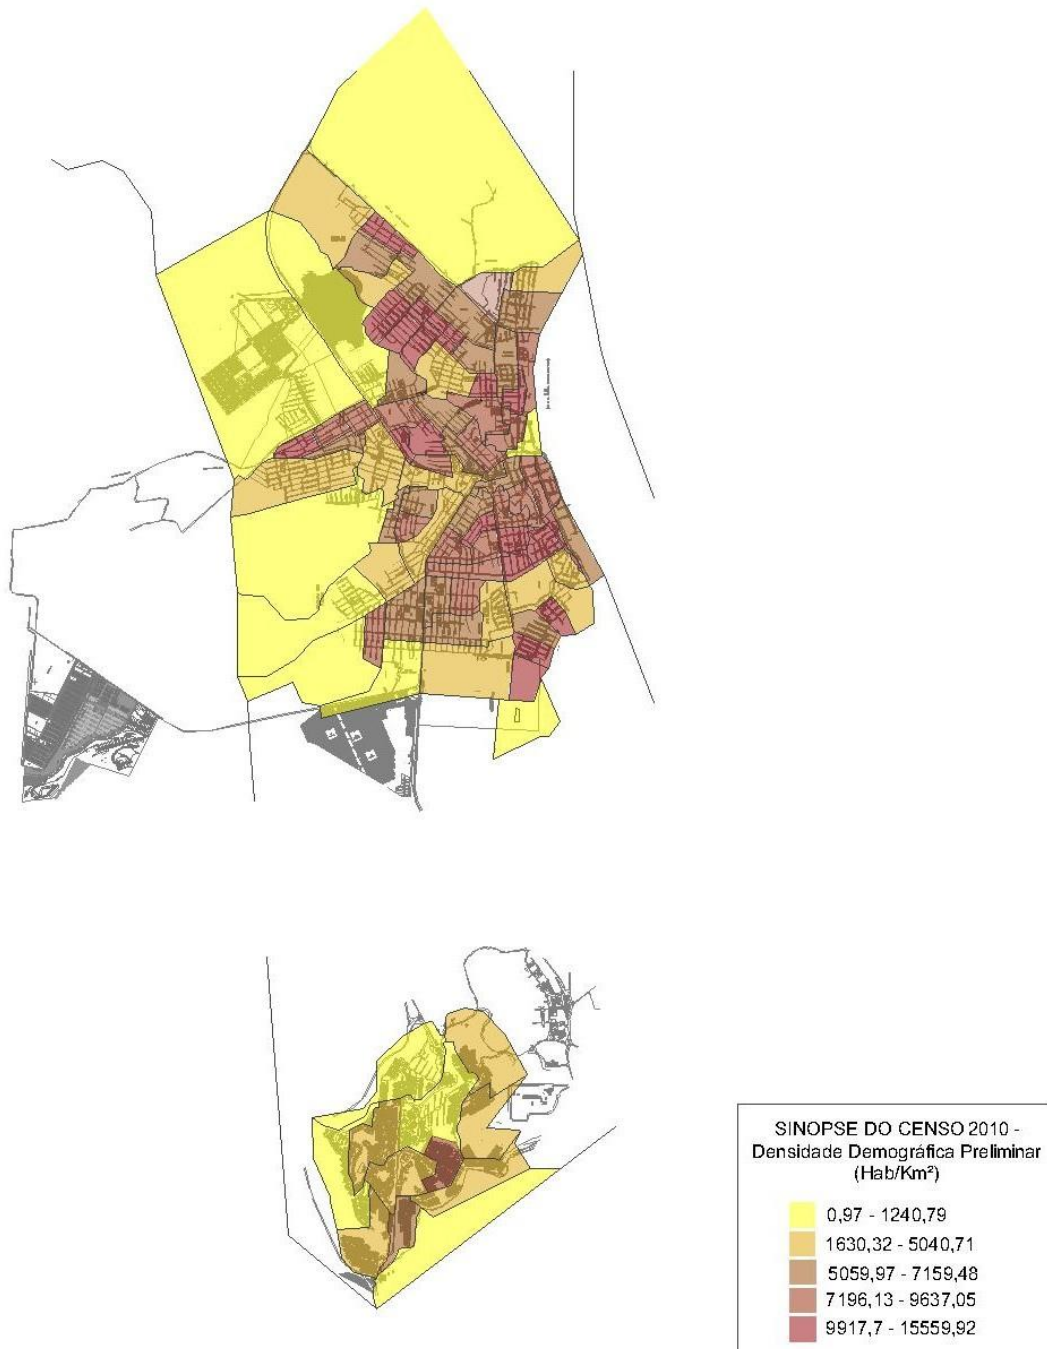 SINOPSE DO CENSO 2010 -
Densidade Demográfica Preliminar
(Hab/Km²)
0,97 - 1240,79
1630,32 - 5040,71
5059,97 - 7159,48
7196,13 - 9637,05
9917,7 - 15559,92